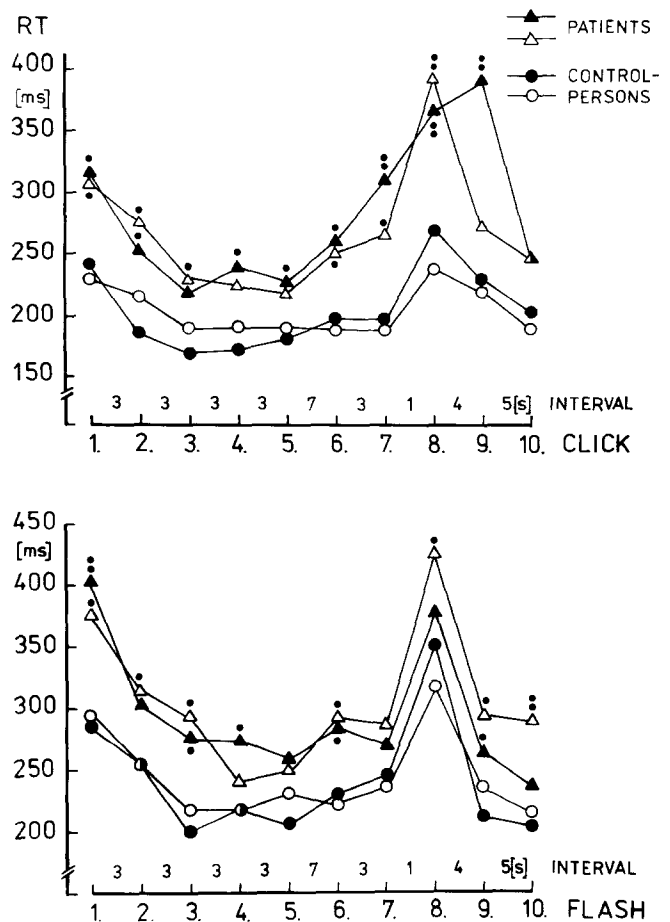 RT
PATIENTS
CONTROL-
PERSONS
400
[ms]
350
300
250
200
150
3 3 3 3 7 3 1 4 5[s] INTERVAL
1. 2. 3. 4. 5. 6. 7. 8. 9. 10. CLICK
450
[ms]
400
350
300
250
200
3 3 3 3 7 3 1 4 5[s] INTERVAL
1. 2. 3. 4. 5. 6. 7. 8. 9. 10. FLASH